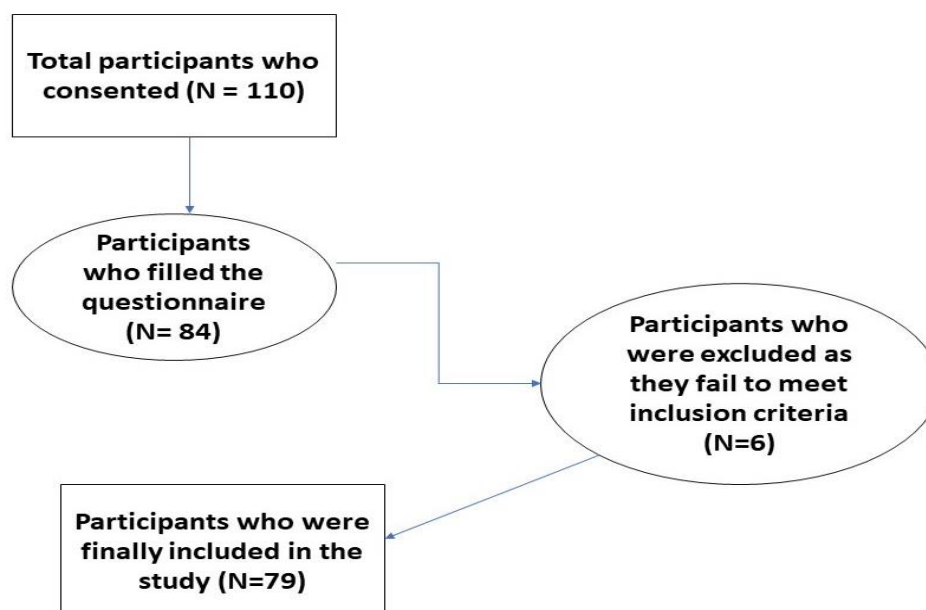 Total participants who
consented (N = 110)
Participants
who filled the
questionnaire
(N= 84)
Participants who
were excluded as
they fail to meet
inclusion criteria
(N=6)
Participants who were
finally included in the
study (N=79)